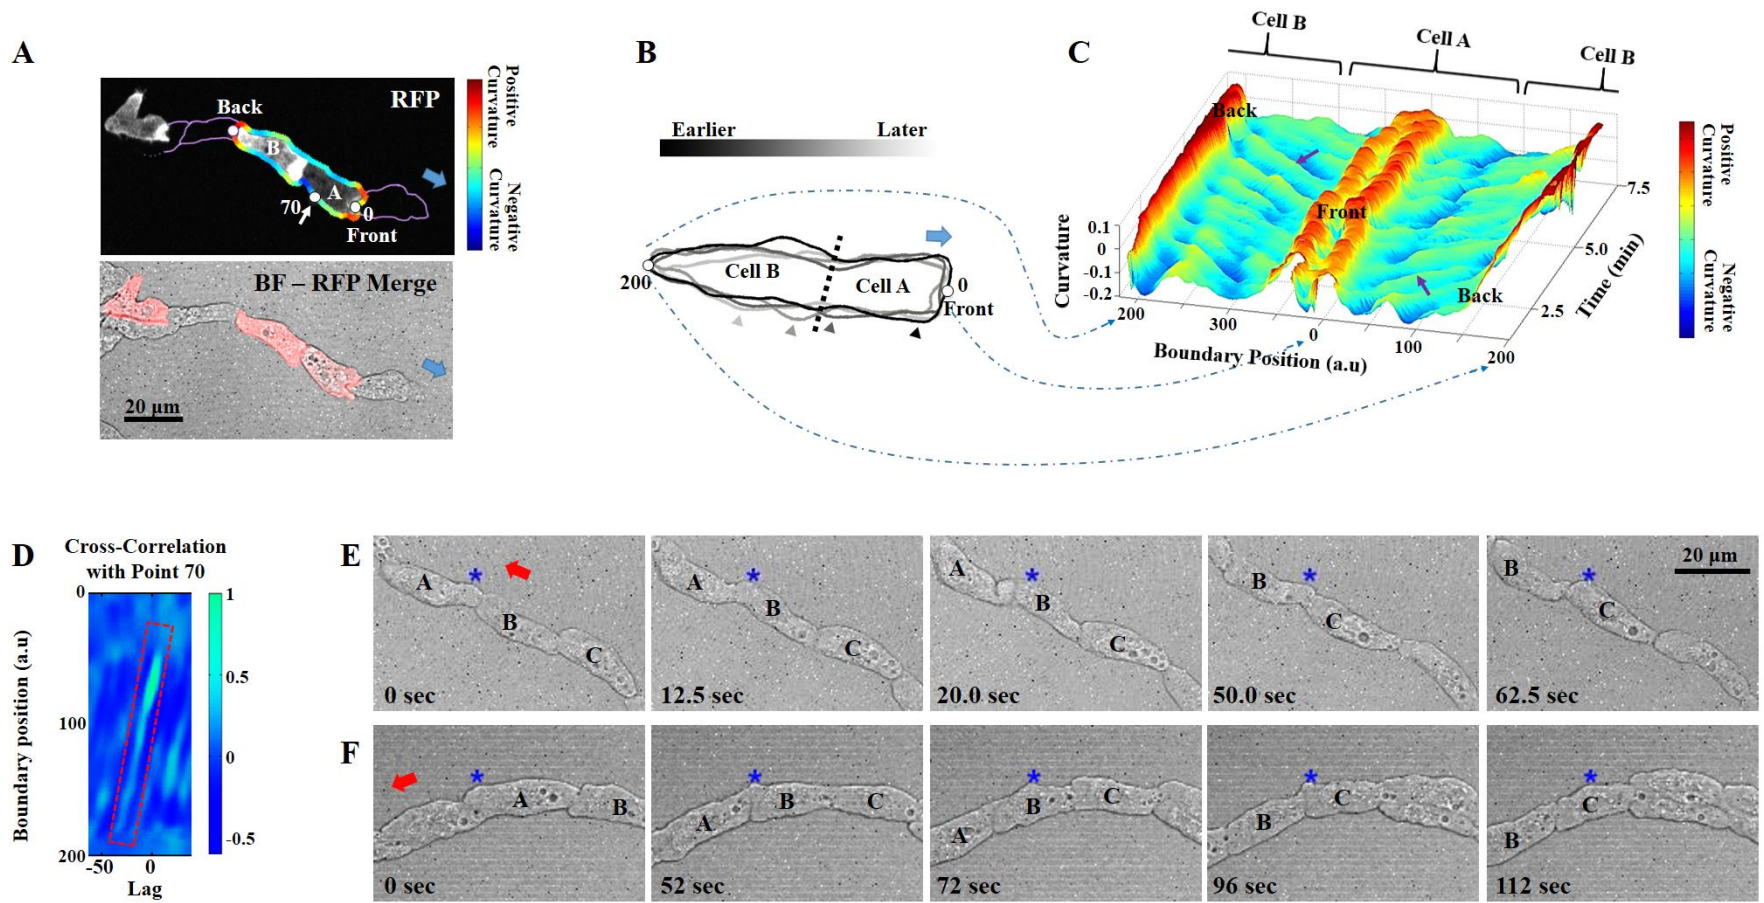 A
RFP
Back
B
A
70
0
Front
Positive
Curvature
Negative
Curvature
BF – RFP Merge
20 µm
B
Earlier
Later
Cell B
Cell A
200
0
Front
C
Cell B
Cell A
Cell B
Back
Front
Back
Curvature
0.1
0
-0.1
-0.2
200
300
0
100
200
Boundary Position (a.u)
2.5
5.0
7.5
Time (min)
Positive
Curvature
Negative
Curvature
D
Cross-Correlation
with Point 70
0
100
200
Boundary position (a.u)
-50
0
Lag
1
0.5
0
-0.5
E
A
*
B
C
0 sec
A
*
B
C
12.5 sec
A
*
B
C
20.0 sec
B
*
C
50.0 sec
B
*
C
20 µm
62.5 sec
F
*
A
B
0 sec
*
A
B
C
52 sec
*
A
B
C
72 sec
*
B
C
96 sec
*
B
C
112 sec